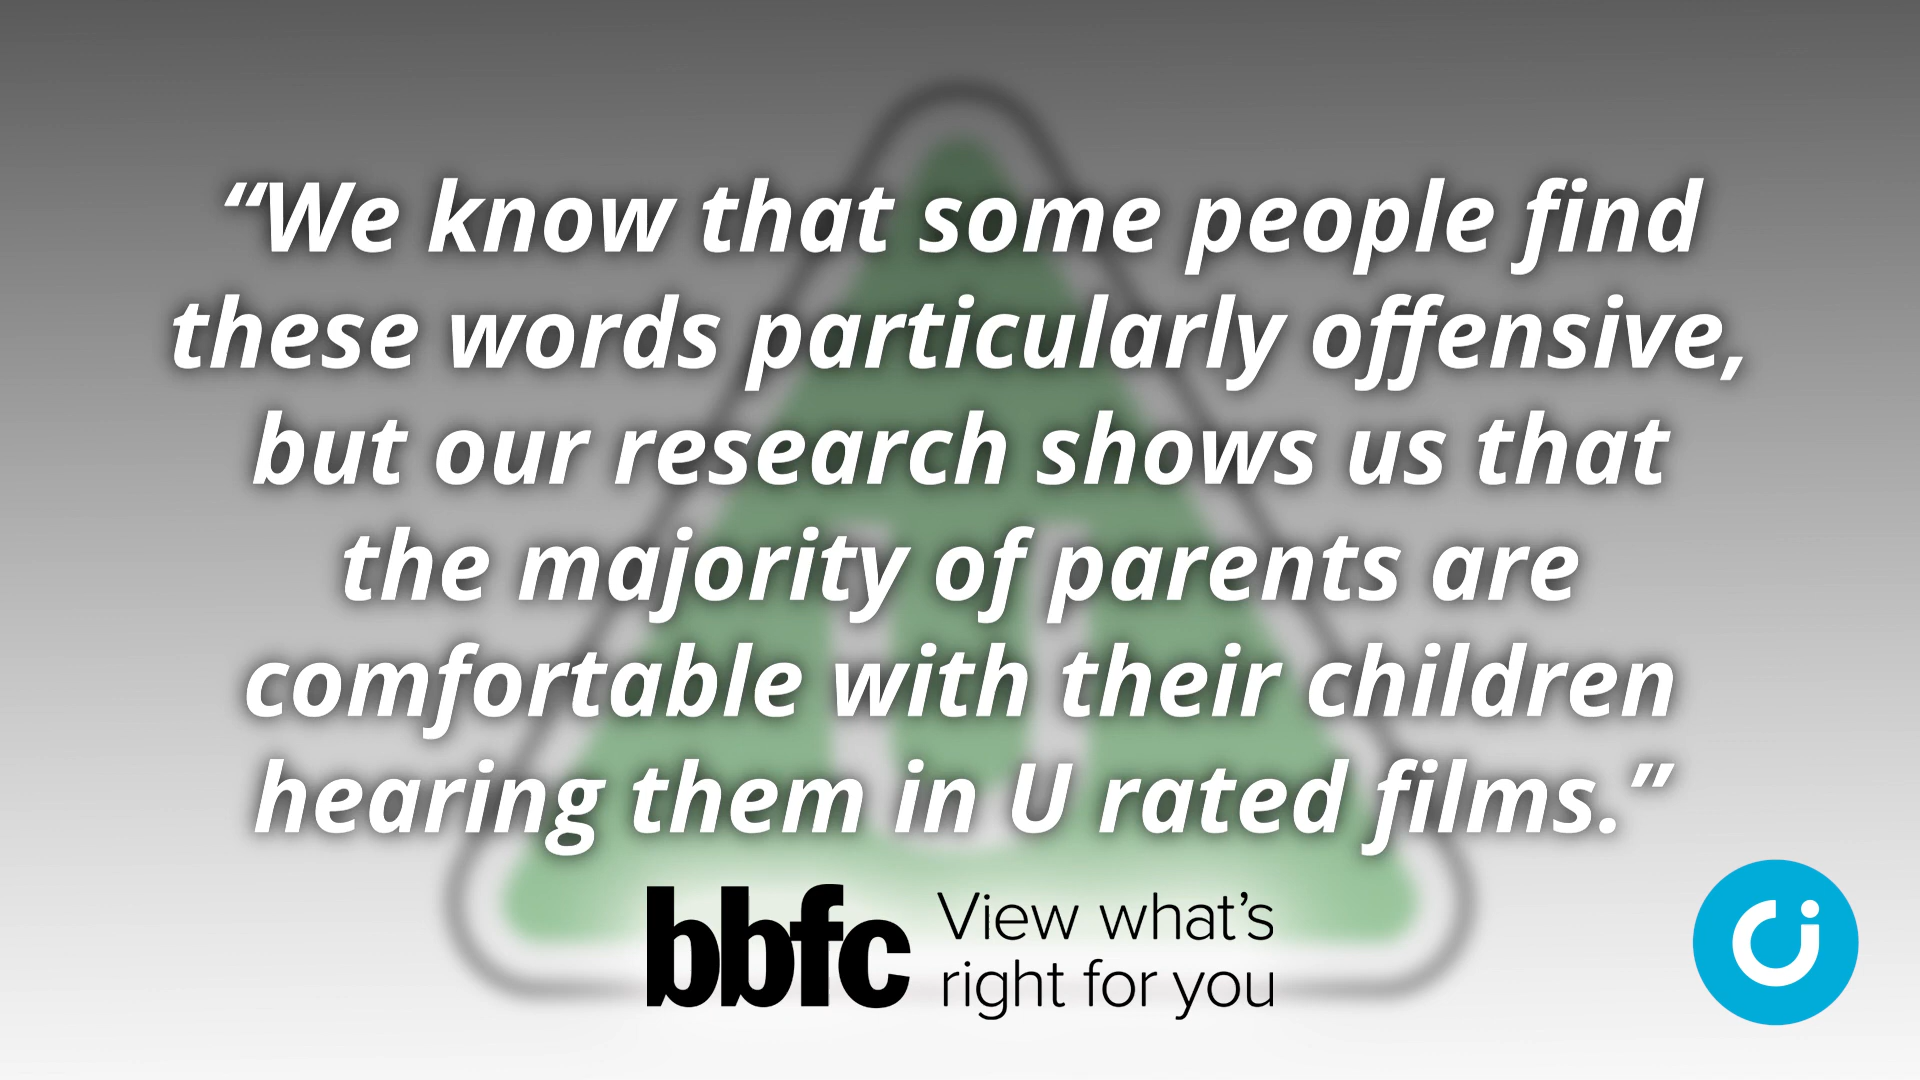 “We know that some people find
these words particularly offensive,
but our research shows us that
the majority of parents are
comfortable with their children
hearing them in U rated films.”
bbfc
View what’s
right for you
U